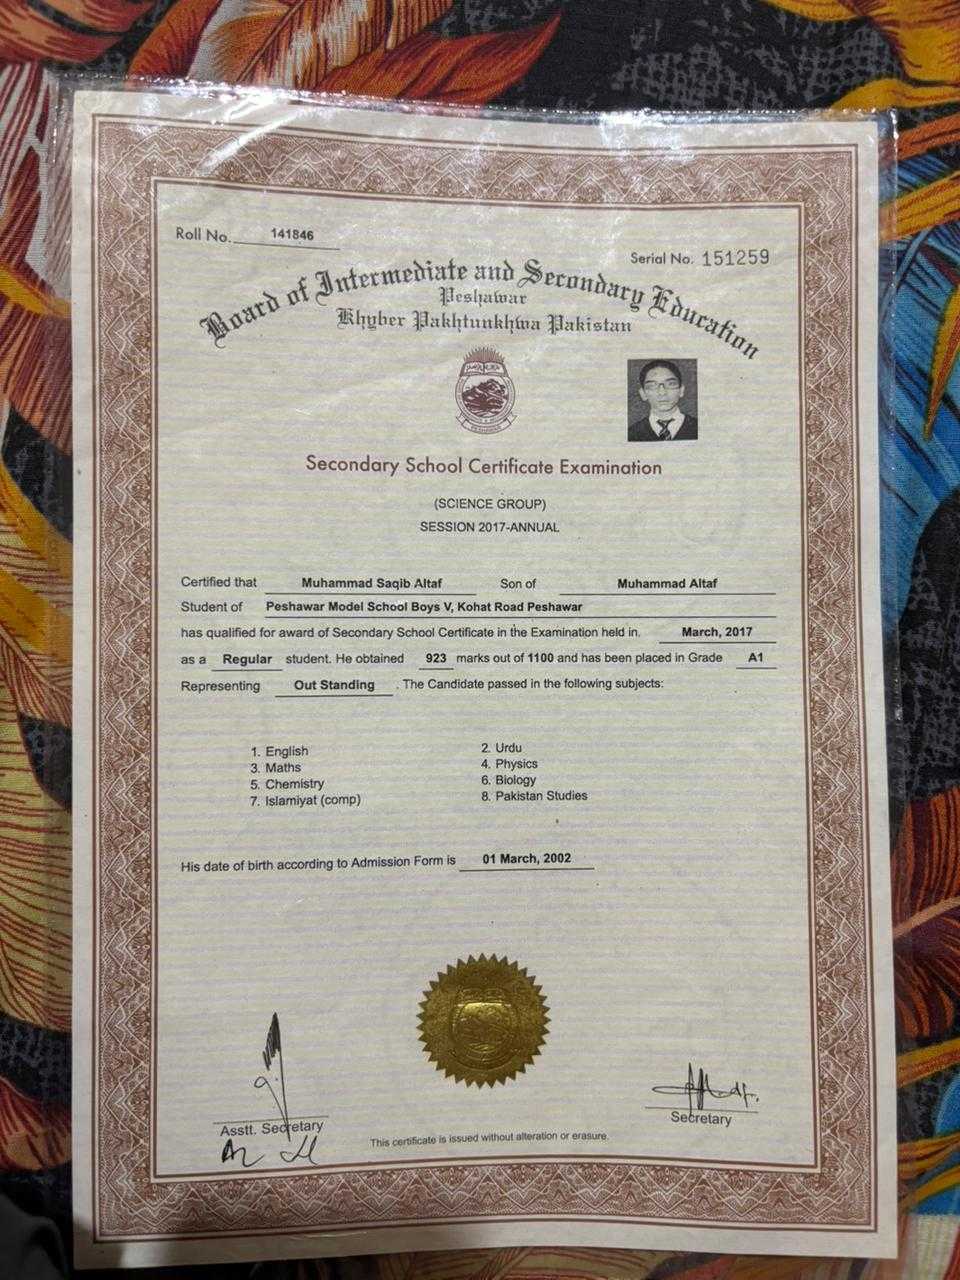 Roll No. 141846
Serial No. 151259
Board of Intermediate and Secondary Education
Peshawar
Khyber Pakhtunkhwa Pakistan
Secondary School Certificate Examination
(SCIENCE GROUP)
SESSION 2017-ANNUAL
Certified that Muhammad Saqib Altaf Son of Muhammad Altaf
Student of Peshawar Model School Boys V, Kohat Road Peshawar
has qualified for award of Secondary School Certificate in the Examination held in. March, 2017
as a Regular student. He obtained 923 marks out of 1100 and has been placed in Grade A1
Representing Out Standing . The Candidate passed in the following subjects:
1. English 2. Urdu
3. Maths 4. Physics
5. Chemistry 6. Biology
7. Islamiyat (comp) 8. Pakistan Studies
His date of birth according to Admission Form is 01 March, 2002
Asstt. Secretary
Secretary
This certificate is issued without alteration or erasure.